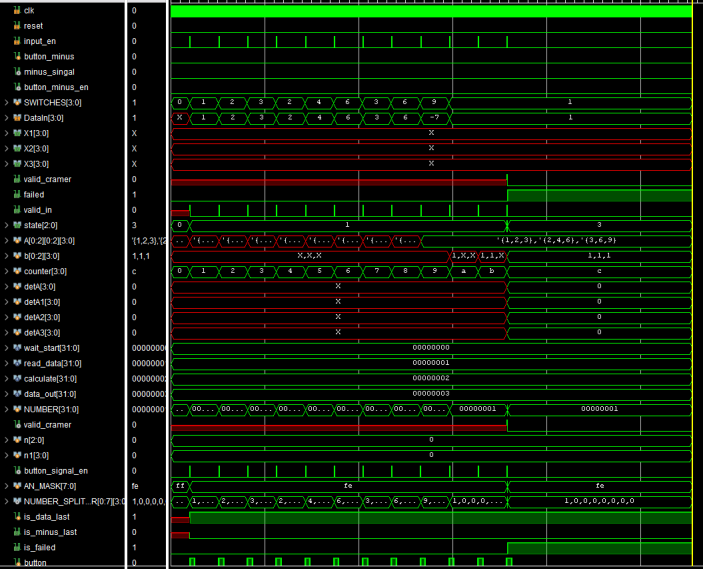 clk 0
reset 0
input_en 0
button_minus 0
minus_singal 0
button_minus_en 0
SWITCHES[3:0] 1 0 1 2 3 2 4 6 3 6 9 1
DataIn[3:0] 1 X 1 2 3 2 4 6 3 6 -7 1
X1[3:0] X X
X2[3:0] X X
X3[3:0] X X
valid_cramer 0
failed 1
valid_in 0
state[2:0] 3 0 1 3
A[0:2][0:2][3:0] '{1,2,3},'{2 .. '{... '{... '{... '{... '{... '{... '{... '{... '{1,2,3},'{2,4,6},'{3,6,9}
b[0:2][3:0] 1,1,1 X,X,X 1,X,X 1,1,X 1,1,1
counter[3:0] c 0 1 2 3 4 5 6 7 8 9 a b c
detA[3:0] 0 X 0
detA1[3:0] 0 X 0
detA2[3:0] 0 X 0
detA3[3:0] 0 X 0
wait_start[31:0] 00000000 00000000
read_data[31:0] 00000001 00000001
calculate[31:0] 00000002 00000002
data_out[31:0] 00000003 00000003
NUMBER[31:0] 00000001 .. 00... 00... 00... 00... 00... 00... 00... 00... 00... 00000001 00000001
valid_cramer 0
n[2:0] 0 0
n1[3:0] 0 0
button_signal_en 0
AN_MASK[7:0] fe ff fe fe
NUMBER_SPLIT...R[0:7][3:0] 1,0,0,0,0, 1,... 2,... 3,... 2,... 4,... 6,... 3,... 6,... 9,... 1,0,0,0,... 1,0,0,0,0,0,0,0
is_data_last 1
is_minus_last 0
is_failed 1
button 0